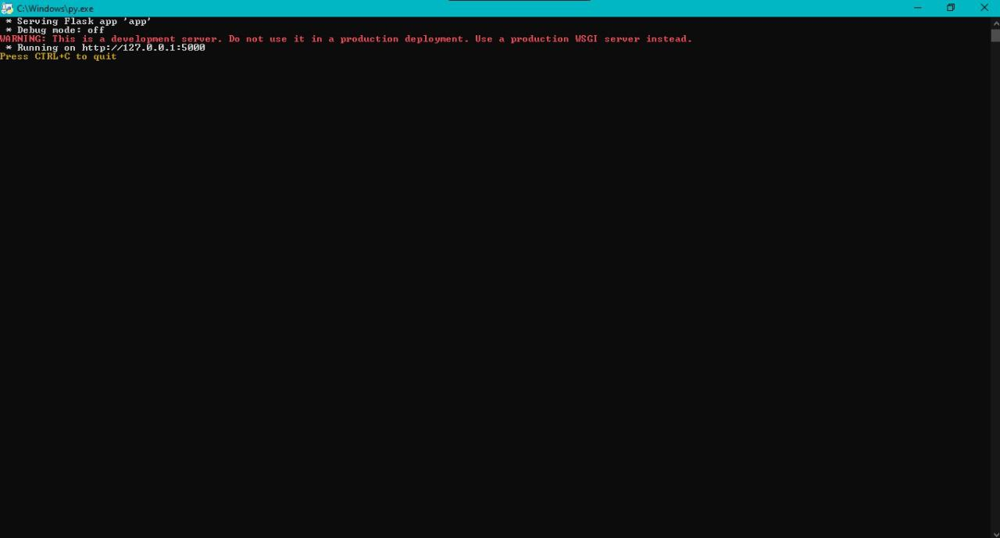 C:\Windows\py.exe
* Serving Flask app 'app'
* Debug mode: off
WARNING: This is a development server. Do not use it in a production deployment. Use a production WSGI server instead.
* Running on http://127.0.0.1:5000
Press CTRL+C to quit